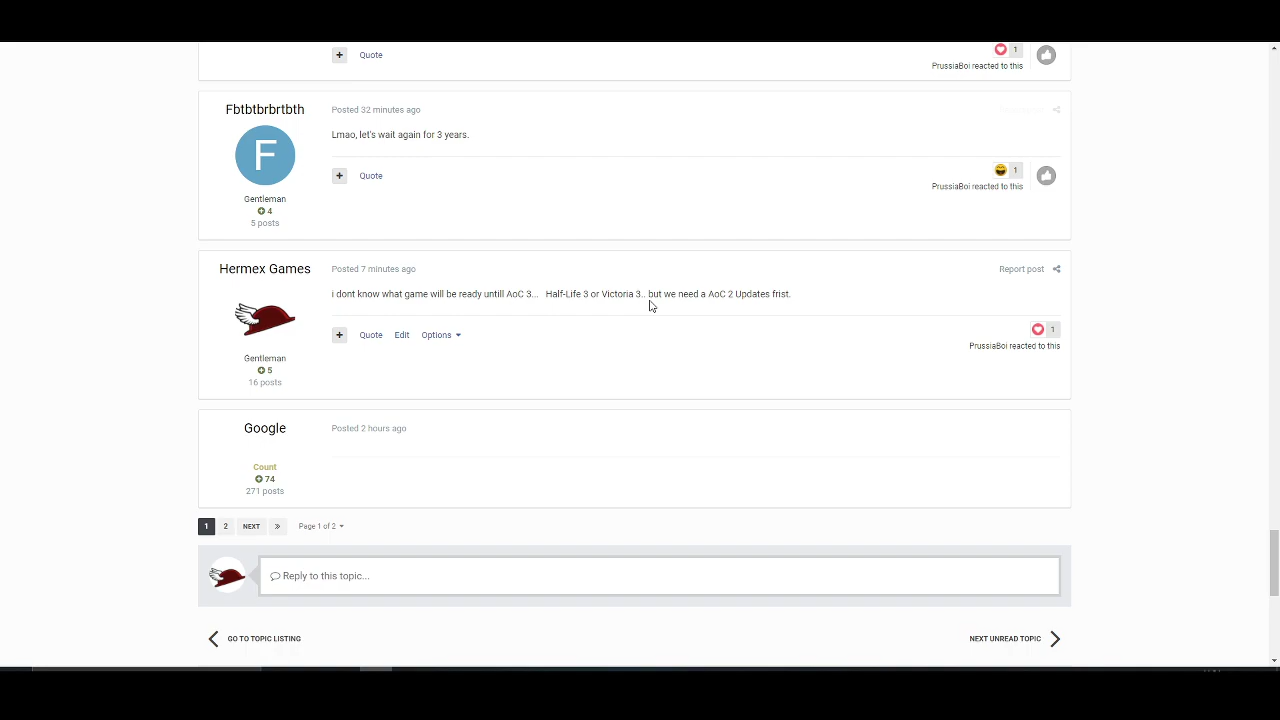 + Quote
1
PrussiaBoi reacted to this
Fbtbtbrbrtbth
Posted 32 minutes ago
F
Lmao, let's wait again for 3 years.
+ Quote
1
PrussiaBoi reacted to this
Gentleman
4
5 posts
Hermex Games
Posted 7 minutes ago
Report post
i dont know what game will be ready untill AoC 3... Half-Life 3 or Victoria 3.. but we need a AoC 2 Updates frist.
+ Quote Edit Options
1
PrussiaBoi reacted to this
Gentleman
5
16 posts
Google
Posted 2 hours ago
Count
74
271 posts
1 2 NEXT » Page 1 of 2
Reply to this topic...
GO TO TOPIC LISTING
NEXT UNREAD TOPIC